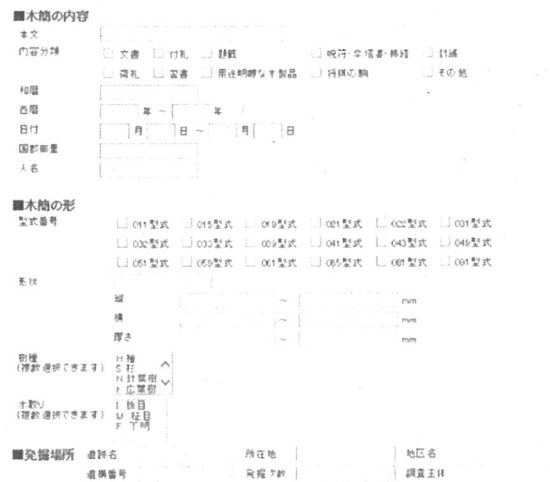 ■木簡の内容
本文
内容分類 文書 付札 題籤 呪符・卒塔婆・柿経 封緘
荷札 習書 用途明瞭な木製品 将棋の駒 その他
和暦
西暦 年 ~ 年
日付 月 日 ~ 月 日
国郡郷里
人名
■木簡の形
型式番号 011型式 015型式 019型式 021型式 022型式 031型式
032型式 033型式 039型式 041型式 043型式 049型式
051型式 059型式 061型式 065型式 081型式 091型式
形状
縦 ~ mm
横 ~ mm
厚さ ~ mm
樹種
(複数選択できます)
H 檜
S 杉
N 針葉樹
K 広葉樹
木取り
(複数選択できます)
I 板目
M 柾目
F 不明
■発掘場所 遺跡名 所在地 地区名
遺構番号 発掘次数 調査主体